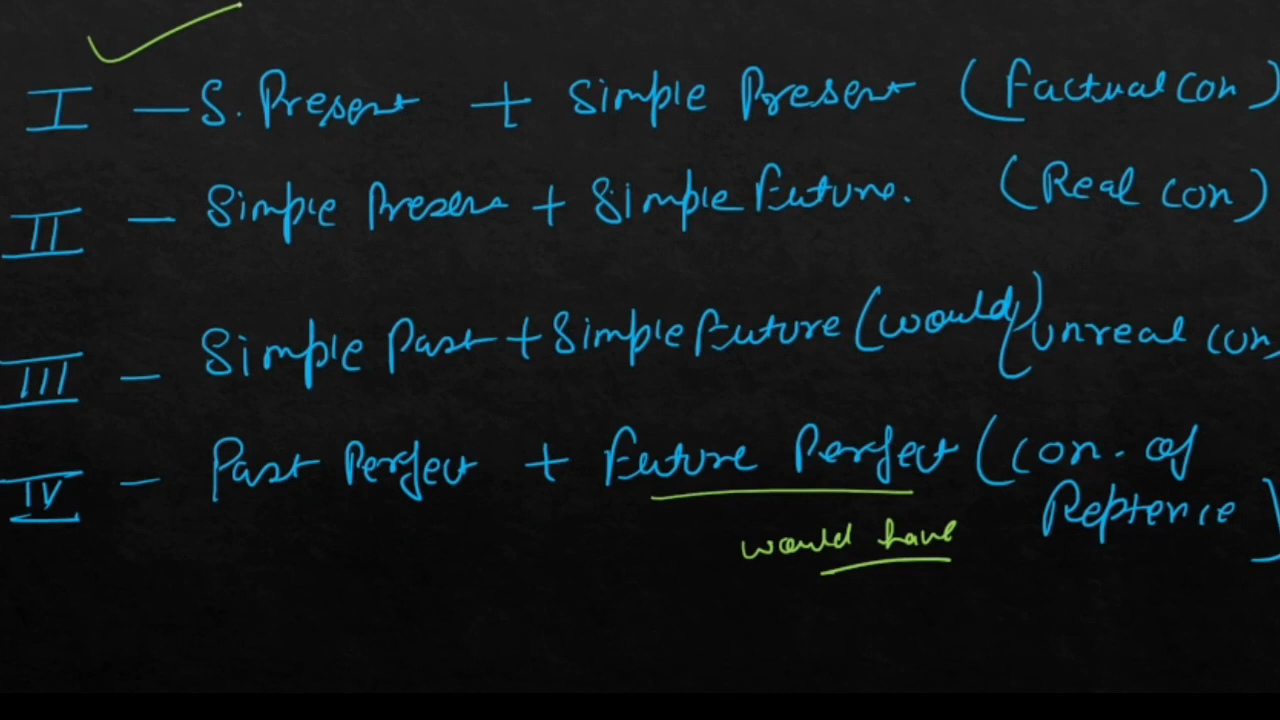 I - S. Present + Simple Present (factual con)
II - Simple Present + Simple Future. (Real con)
III - Simple Past + Simple Future (would) (unreal con)
IV - Past Perfect + Future Perfect (con. of
would have Reptence)